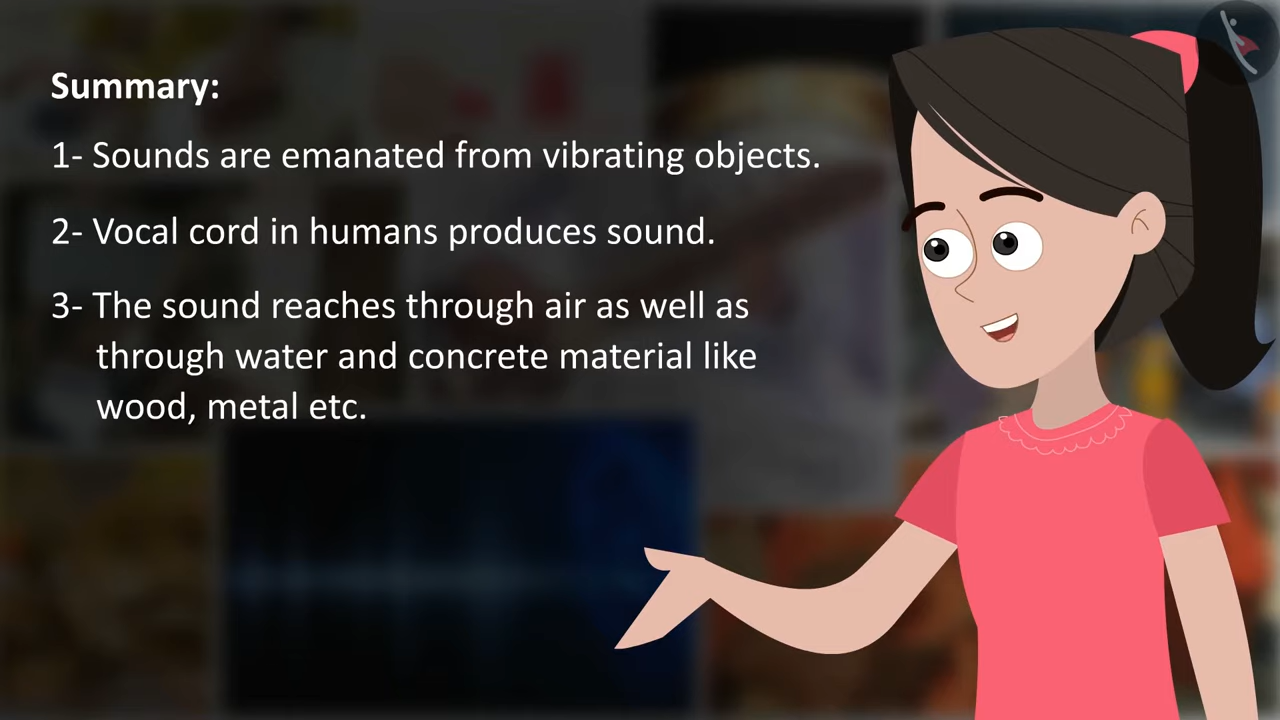 Summary:
1- Sounds are emanated from vibrating objects.
2- Vocal cord in humans produces sound.
3- The sound reaches through air as well as
through water and concrete material like
wood, metal etc.